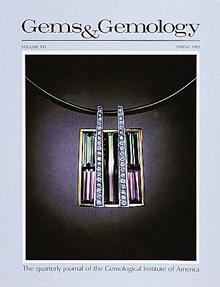 Gems&Gemology
VOLUME XXI
SPRING 1985
The quarterly journal of the Gemological Institute of America